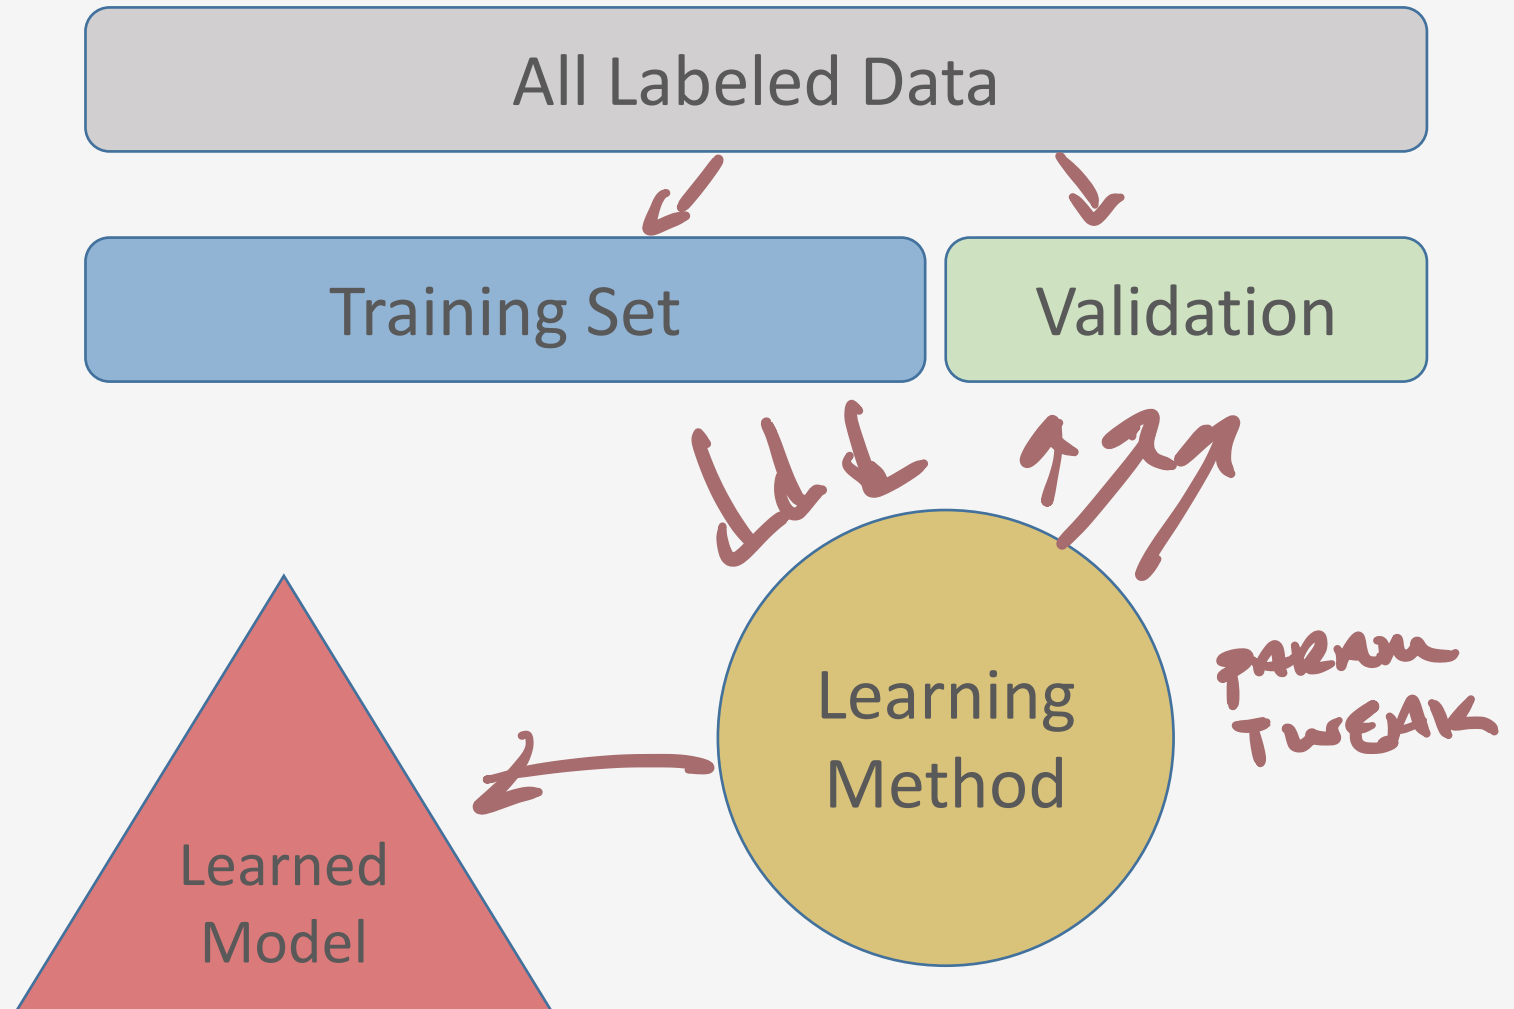 All Labeled Data
Training Set
Validation
Learning
Method
PARAM
TWEAK
Learned
Model